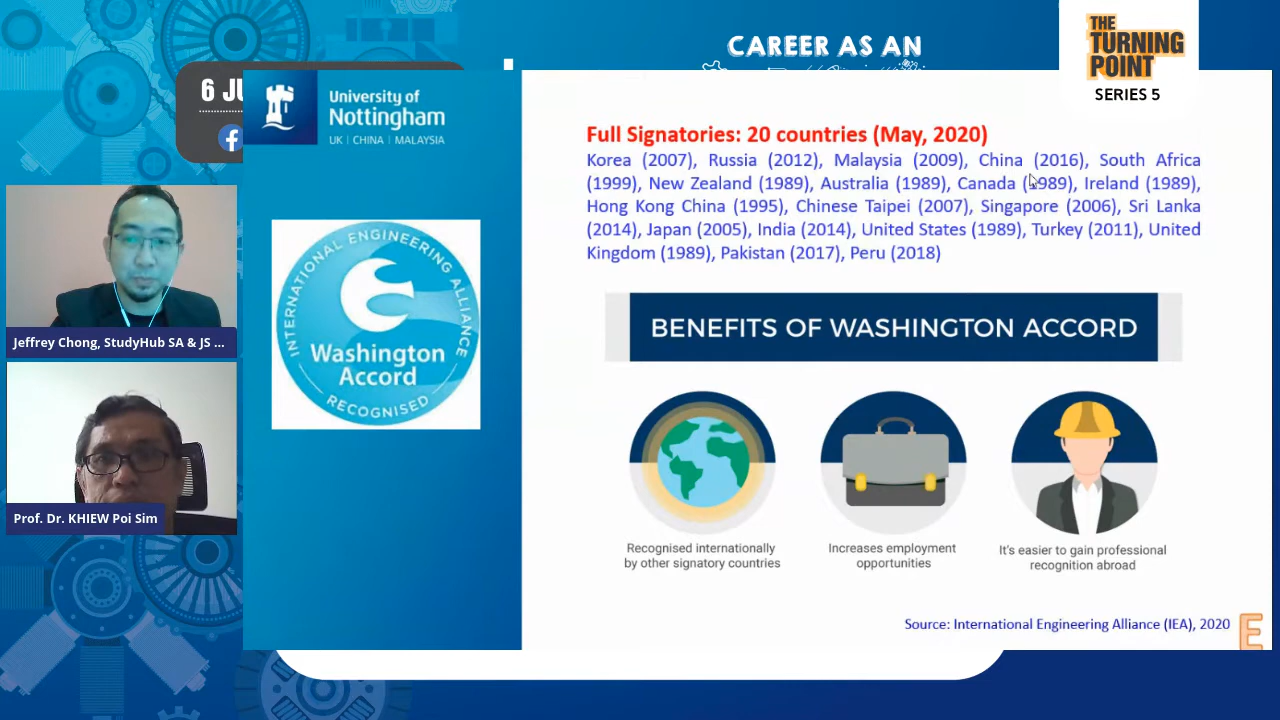 CAREER AS AN
THE
TURNING
POINT
SERIES 5
6 JU
University of
Nottingham
UK | CHINA | MALAYSIA
INTERNATIONAL ENGINEERING ALLIANCE
Washington
Accord
RECOGNISED
Full Signatories: 20 countries (May, 2020)
Korea (2007), Russia (2012), Malaysia (2009), China (2016), South Africa
(1999), New Zealand (1989), Australia (1989), Canada (1989), Ireland (1989),
Hong Kong China (1995), Chinese Taipei (2007), Singapore (2006), Sri Lanka
(2014), Japan (2005), India (2014), United States (1989), Turkey (2011), United
Kingdom (1989), Pakistan (2017), Peru (2018)
BENEFITS OF WASHINGTON ACCORD
Recognised internationally
by other signatory countries
Increases employment
opportunities
It's easier to gain professional
recognition abroad
Source: International Engineering Alliance (IEA), 2020
E
Jeffrey Chong, StudyHub SA & JS ...
Prof. Dr. KHIEW Poi Sim